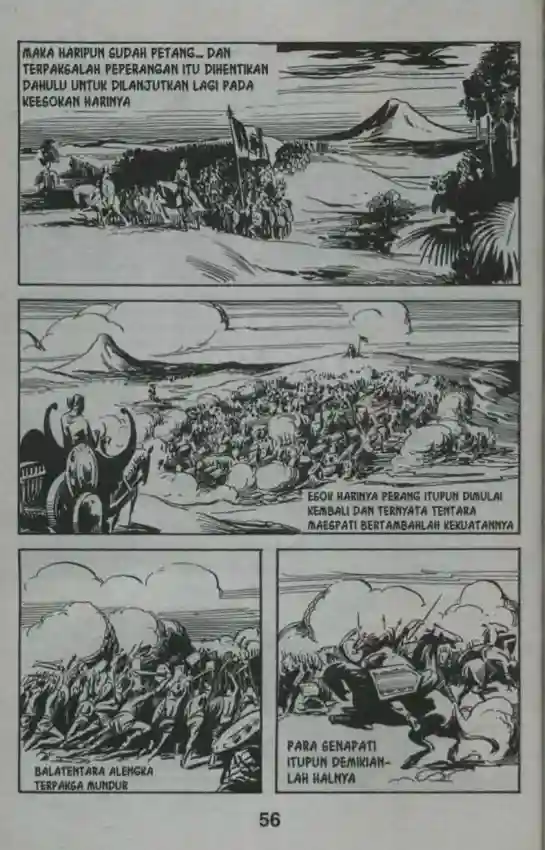 MAKA HARIPUN SUDAH PETANG... DAN
TERPAKSALAH PEPERANGAN ITU DIHENTIKAN
DAHULU UNTUK DILANJUTKAN LAGI PADA
KEESOKAN HARINYA
ESOK HARINYA PERANG ITUPUN DIMULAI
KEMBALI DAN TERNYATA TENTARA
MAESPATI BERTAMBAHLAH KEKUATANNYA
BALATENTARA ALENGKA
TERPAKSA MUNDUR
PARA SENAPATI
ITUPUN DEMIKIAN-
LAH HALNYA
56